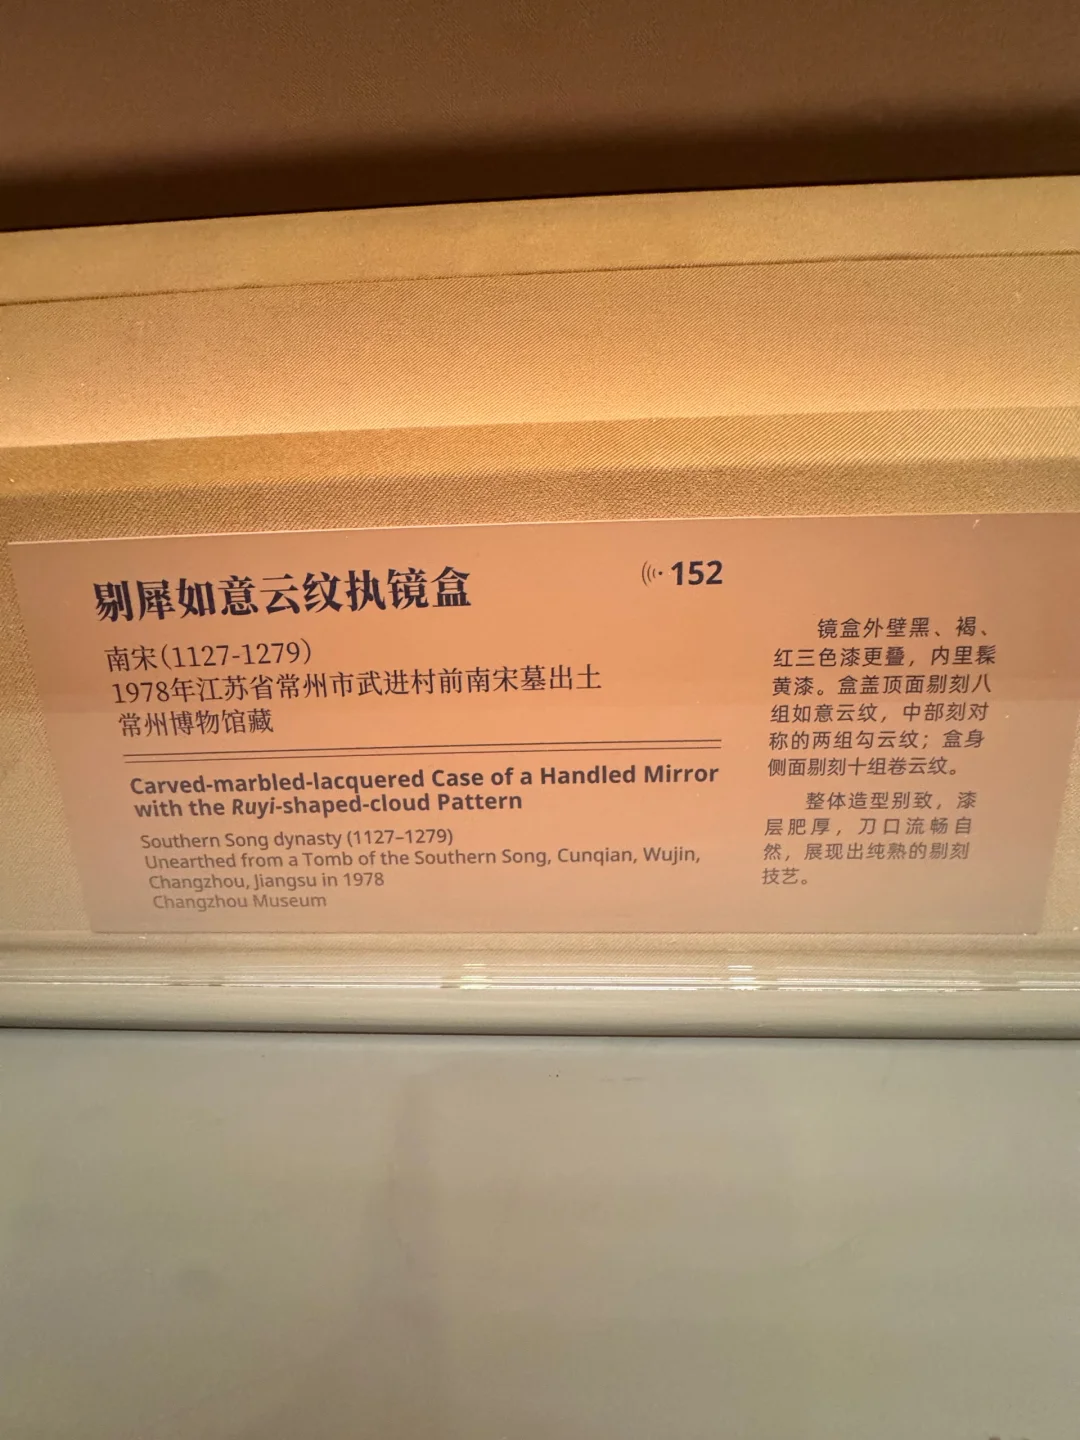 剔犀如意云纹执镜盒
152
南宋(1127-1279)
1978年江苏省常州市武进村前南宋墓出土
常州博物馆藏
Carved-marbled-lacquered Case of a Handled Mirror
with the Ruyi-shaped-cloud Pattern
Southern Song dynasty (1127–1279)
Unearthed from a Tomb of the Southern Song, Cunqian, Wujin,
Changzhou, Jiangsu in 1978
Changzhou Museum
镜盒外壁黑、褐、
红三色漆更叠，内里髹
黄漆。盒盖顶面剔刻八
组如意云纹，中部刻对
称的两组勾云纹；盒身
侧面剔刻十组卷云纹。
整体造型别致，漆
层肥厚，刀口流畅自
然，展现出纯熟的剔刻
技艺。